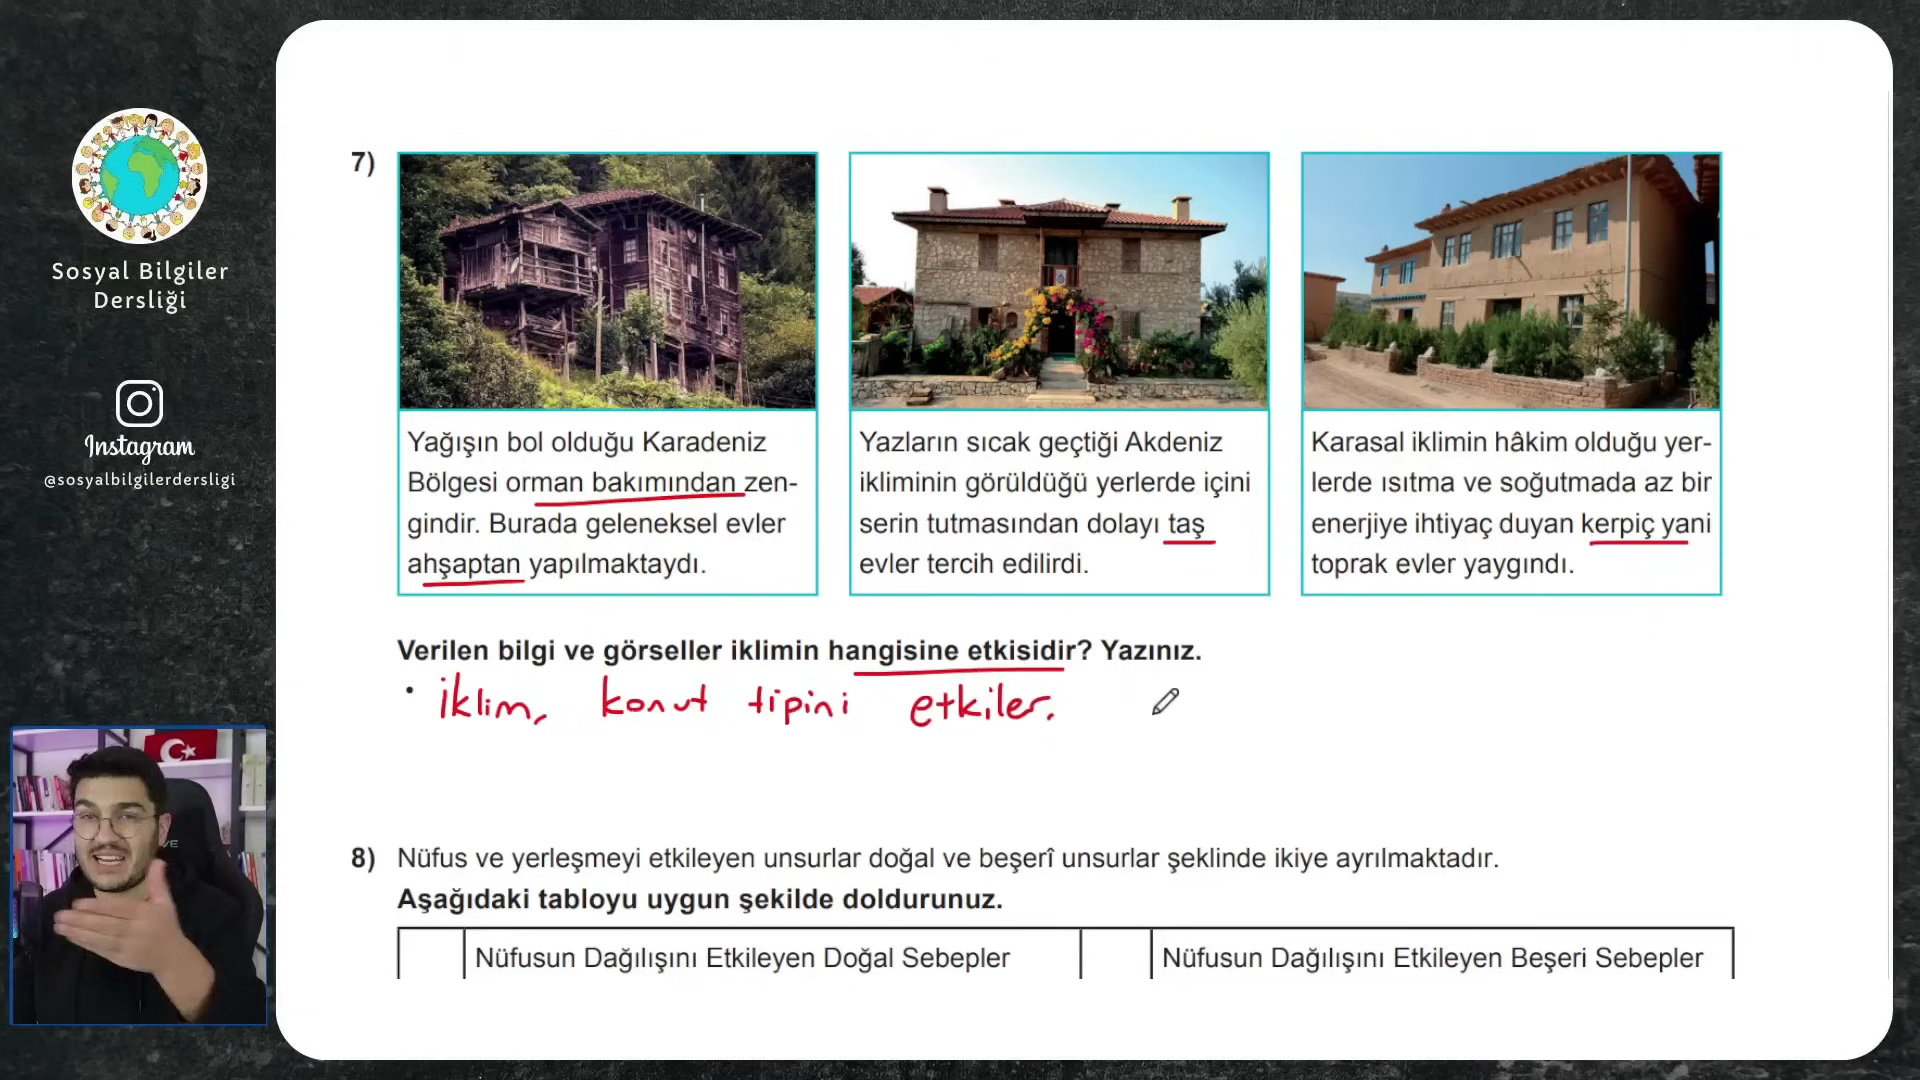 Sosyal Bilgiler
Dersliği
Instagram
@sosyalbilgilerdersligi
7)
Yağışın bol olduğu Karadeniz
Bölgesi orman bakımından zen-
gindir. Burada geleneksel evler
ahşaptan yapılmaktaydı.
Yazların sıcak geçtiği Akdeniz
ikliminin görüldüğü yerlerde içini
serin tutmasından dolayı taş
evler tercih edilirdi.
Karasal iklimin hâkim olduğu yer-
lerde ısıtma ve soğutmada az bir
enerjiye ihtiyaç duyan kerpiç yani
toprak evler yaygındı.
Verilen bilgi ve görseller iklimin hangisine etkisidir? Yazınız.
• İklim, konut tipini etkiler.
8) Nüfus ve yerleşmeyi etkileyen unsurlar doğal ve beşerî unsurlar şeklinde ikiye ayrılmaktadır.
Aşağıdaki tabloyu uygun şekilde doldurunuz.
Nüfusun Dağılışını Etkileyen Doğal Sebepler
Nüfusun Dağılışını Etkileyen Beşeri Sebepler